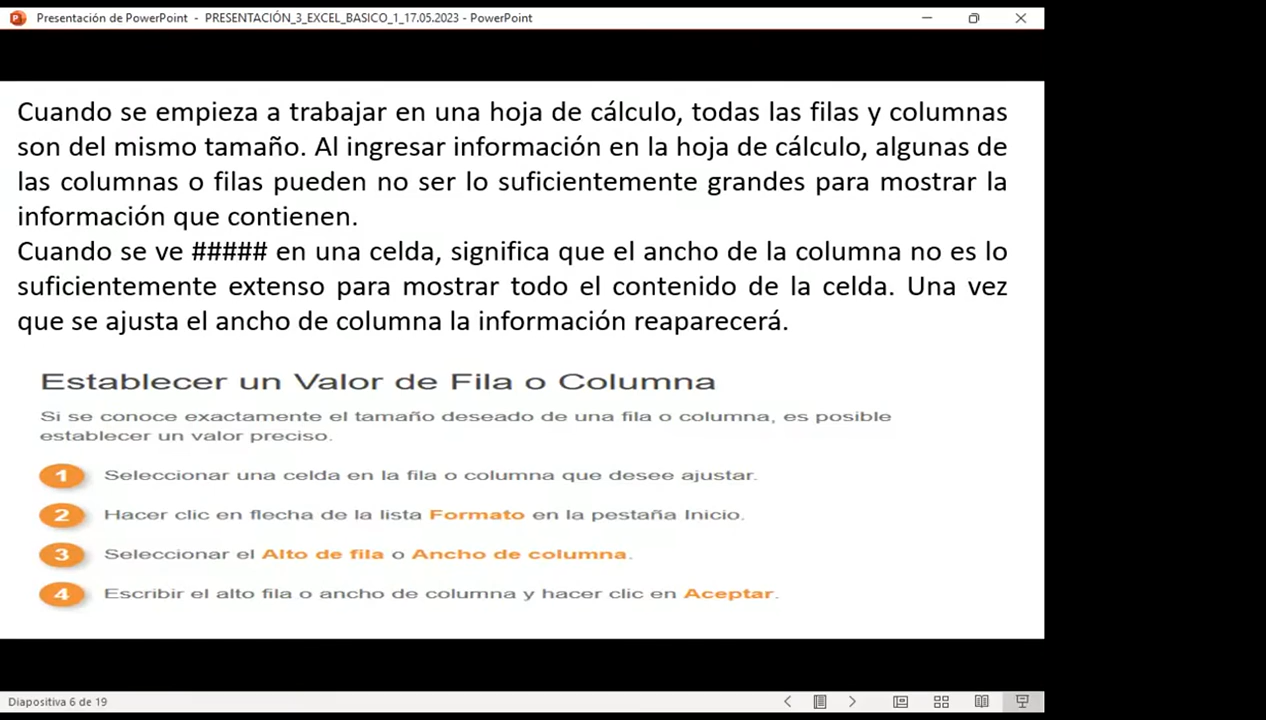 Presentación de PowerPoint - PRESENTACIÓN_3_EXCEL_BASICO_1_17.05.2023 - PowerPoint
Cuando se empieza a trabajar en una hoja de cálculo, todas las filas y columnas
son del mismo tamaño. Al ingresar información en la hoja de cálculo, algunas de
las columnas o filas pueden no ser lo suficientemente grandes para mostrar la
información que contienen.
Cuando se ve ##### en una celda, significa que el ancho de la columna no es lo
suficientemente extenso para mostrar todo el contenido de la celda. Una vez
que se ajusta el ancho de columna la información reaparecerá.
Establecer un Valor de Fila o Columna
Si se conoce exactamente el tamaño deseado de una fila o columna, es posible
establecer un valor preciso.
1 Seleccionar una celda en la fila o columna que desee ajustar.
2 Hacer clic en flecha de la lista Formato en la pestaña Inicio.
3 Seleccionar el Alto de fila o Ancho de columna.
4 Escribir el alto fila o ancho de columna y hacer clic en Aceptar.
Diapositiva 6 de 19